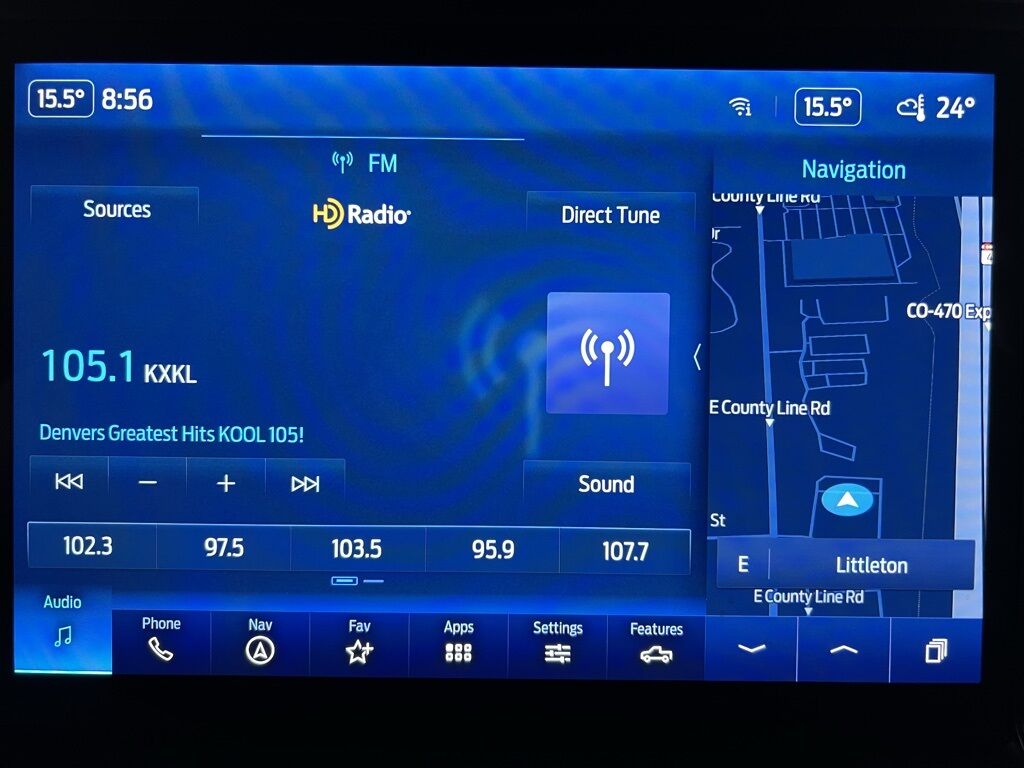 15.5° 8:56
15.5° 24°
FM
Navigation
Sources
HD Radio
Direct Tune
County Line Rd
CO-470 Exp
105.1 KXKL
E County Line Rd
Denvers Greatest Hits KOOL 105!
Sound
St
102.3 97.5 103.5 95.9 107.7
E Littleton
E County Line Rd
Audio
Phone
Nav
Fav
Apps
Settings
Features